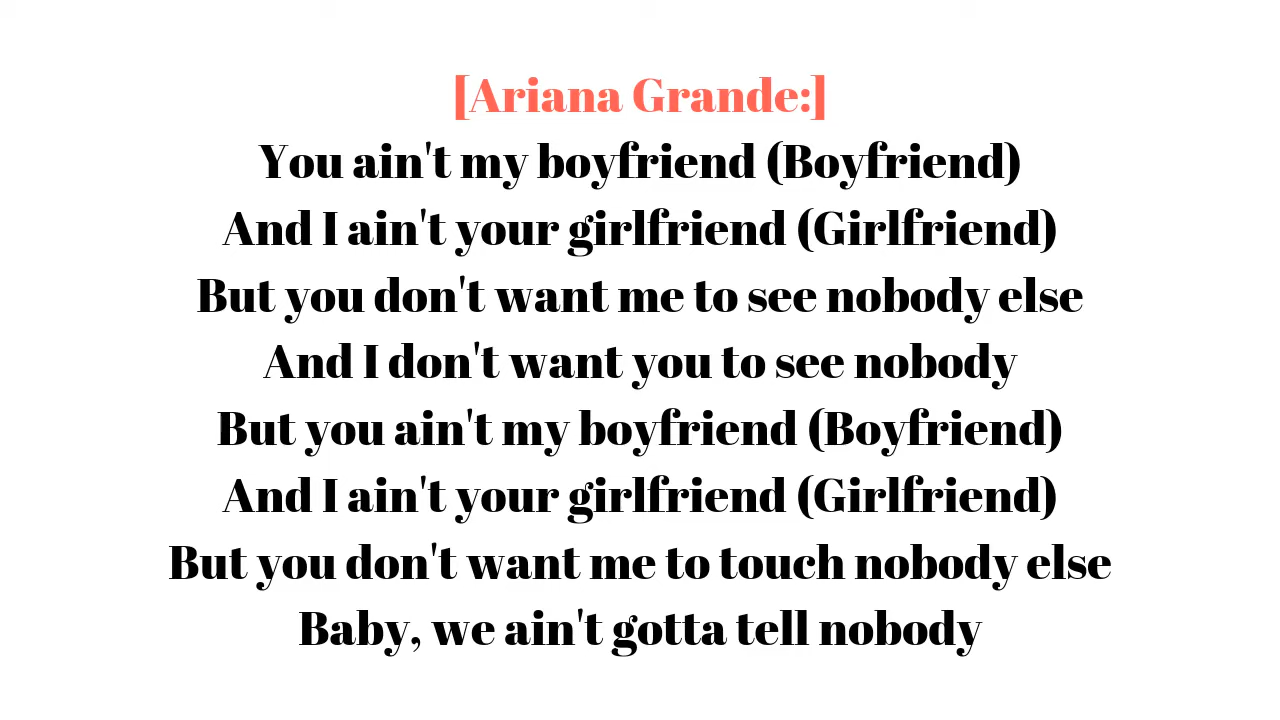 [Ariana Grande:]
You ain't my boyfriend (Boyfriend)
And I ain't your girlfriend (Girlfriend)
But you don't want me to see nobody else
And I don't want you to see nobody
But you ain't my boyfriend (Boyfriend)
And I ain't your girlfriend (Girlfriend)
But you don't want me to touch nobody else
Baby, we ain't gotta tell nobody